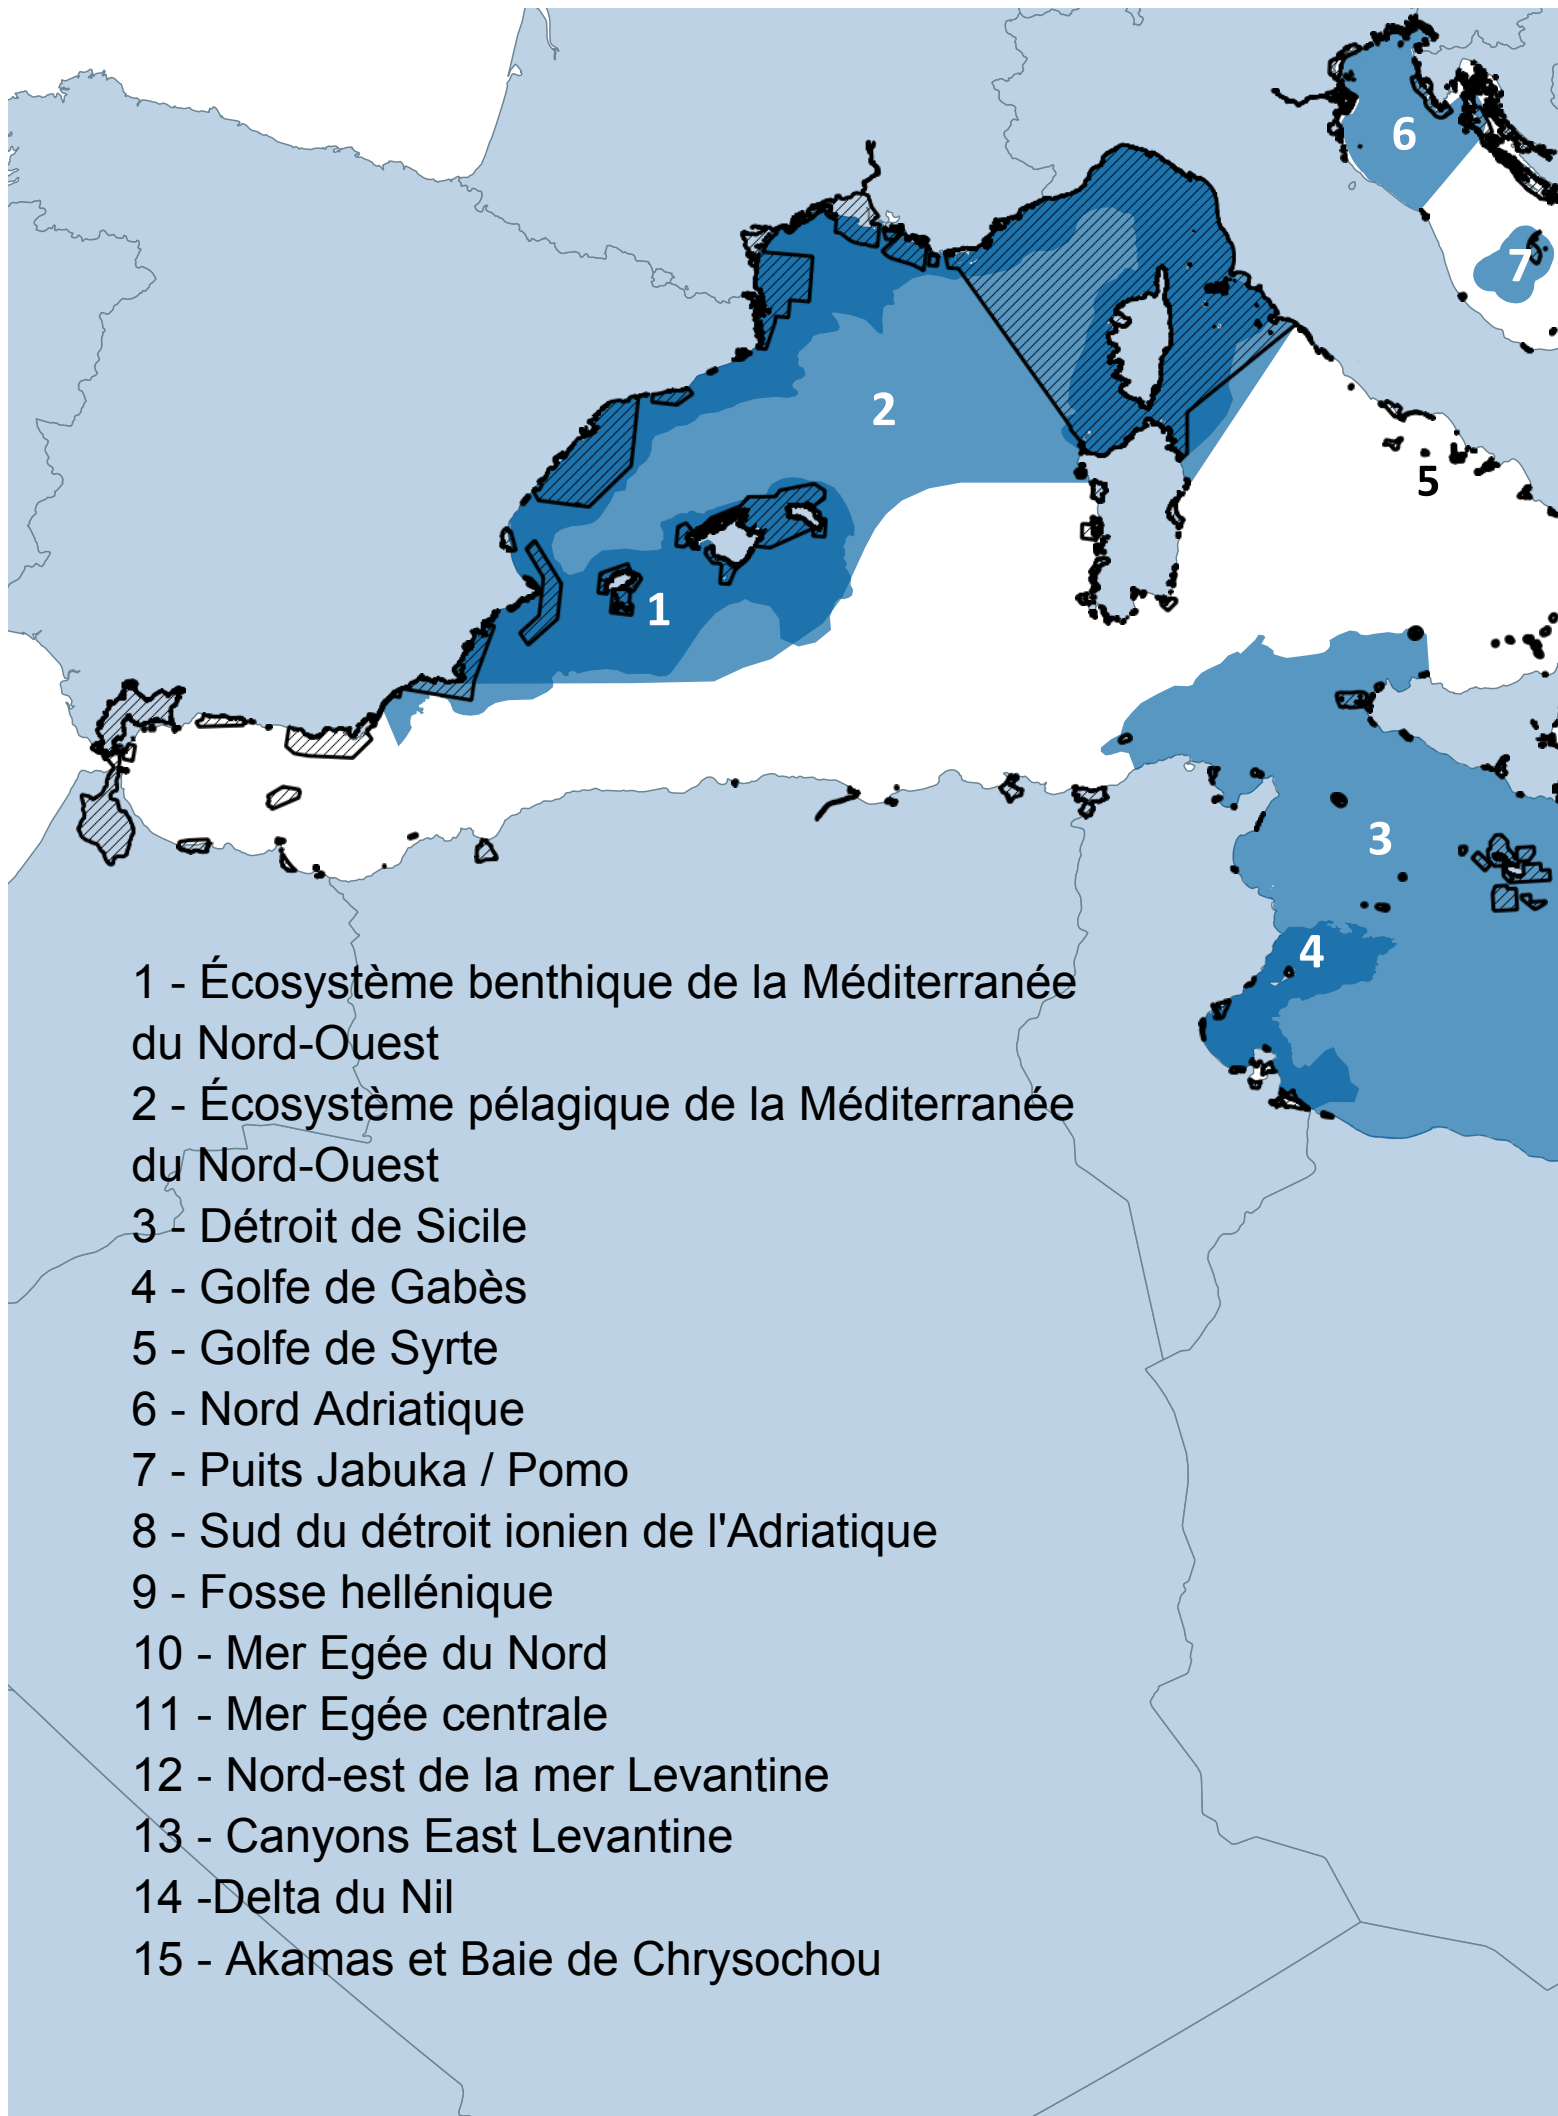 6
7
2
5
1
3
4
1 - Écosystème benthique de la Méditerranée
du Nord-Ouest
2 - Écosystème pélagique de la Méditerranée
du Nord-Ouest
3 - Détroit de Sicile
4 - Golfe de Gabès
5 - Golfe de Syrte
6 - Nord Adriatique
7 - Puits Jabuka / Pomo
8 - Sud du détroit ionien de l'Adriatique
9 - Fosse hellénique
10 - Mer Egée du Nord
11 - Mer Egée centrale
12 - Nord-est de la mer Levantine
13 - Canyons East Levantine
14 -Delta du Nil
15 - Akamas et Baie de Chrysochou